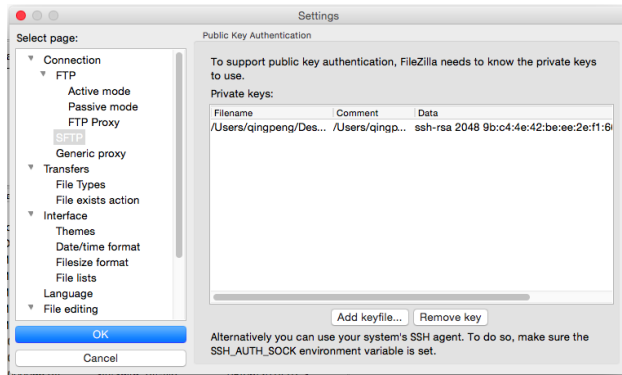 Settings
Select page:
Connection
FTP
Active mode
Passive mode
FTP Proxy
SFTP
Generic proxy
Transfers
File Types
File exists action
Interface
Themes
Date/time format
Filesize format
File lists
Language
File editing
OK
Cancel
Public Key Authentication
To support public key authentication, FileZilla needs to know the private keys
to use.
Private keys:
Filename Comment Data
/Users/qingpeng/Des... /Users/qingp... ssh-rsa 2048 9b:c4:4e:42:be:ee:2e:f1:6
Add keyfile... Remove key
Alternatively you can use your system's SSH agent. To do so, make sure the
SSH_AUTH_SOCK environment variable is set.